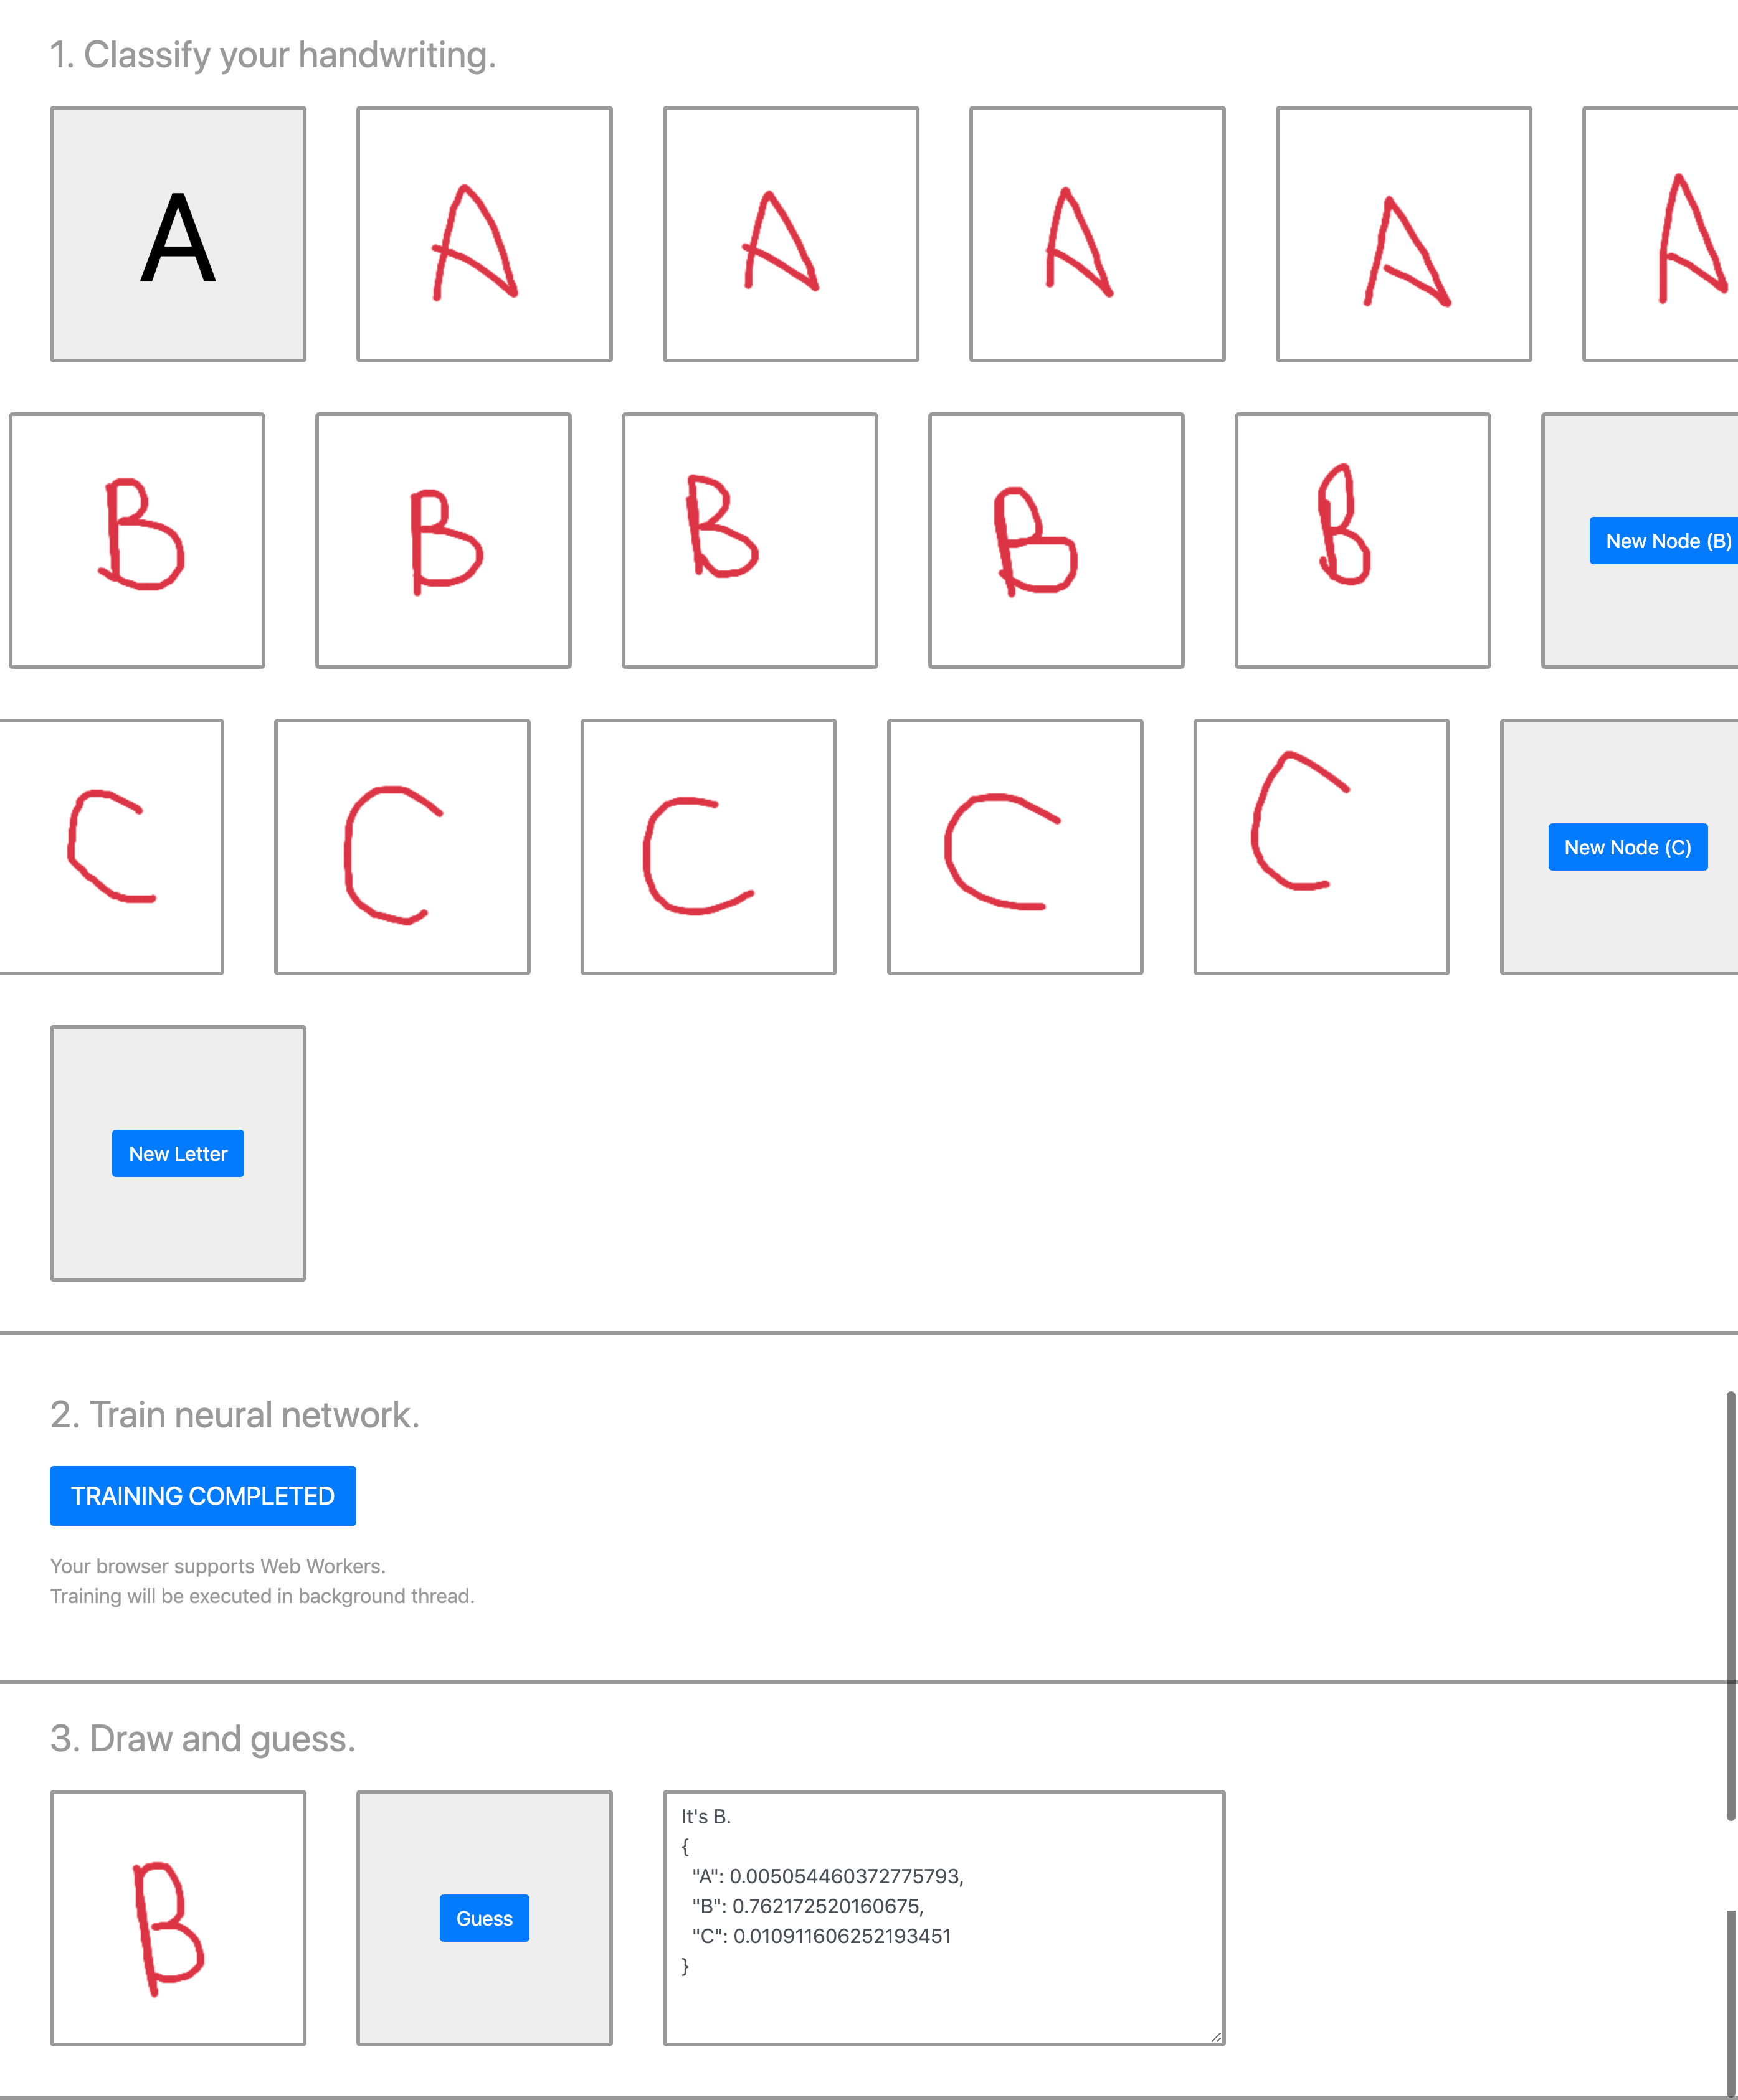 1. Classify your handwriting.
A A A A A A
B B B B B New Node (B)
C C C C C New Node (C)
New Letter
2. Train neural network.
TRAINING COMPLETED
Your browser supports Web Workers.
Training will be executed in background thread.
3. Draw and guess.
B
Guess
It's B.
{
"A": 0.005054460372775793,
"B": 0.762172520160675,
"C": 0.010911606252193451
}